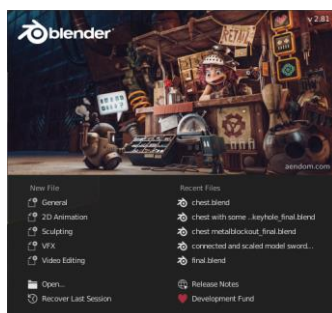 blender
v 2.81
aendom.com
New File
General
2D Animation
Sculpting
VFX
Video Editing
Open...
Recover Last Session
Recent Files
chest.blend
chest with some ..keyhole_final.blend
chest metalblockout_final.blend
connected and scaled model sword...
final.blend
Release Notes
Development Fund